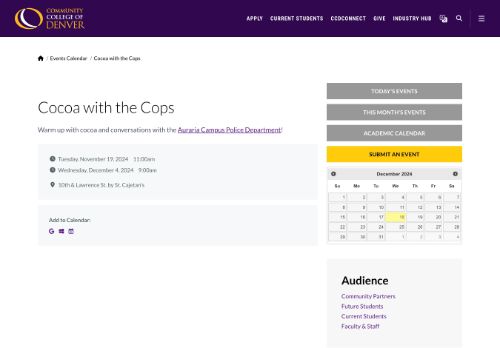 COMMUNITY
COLLEGE OF
DENVER
APPLY CURRENT STUDENTS CCDCONNECT GIVE INDUSTRY HUB
/ Events Calendar / Cocoa with the Cops
Cocoa with the Cops
Warm up with cocoa and conversations with the Auraria Campus Police Department!
Tuesday, November 19, 2024 11:00am
Wednesday, December 4, 2024 9:00am
10th & Lawrence St. by St. Cajetan's
Add to Calendar:
TODAY'S EVENTS
THIS MONTH'S EVENTS
ACADEMIC CALENDAR
SUBMIT AN EVENT
December 2024
Su Mo Tu We Th Fr Sa
1 2 3 4 5 6 7
8 9 10 11 12 13 14
15 16 17 18 19 20 21
22 23 24 25 26 27 28
29 30 31 1 2 3 4
Audience
Community Partners
Future Students
Current Students
Faculty & Staff